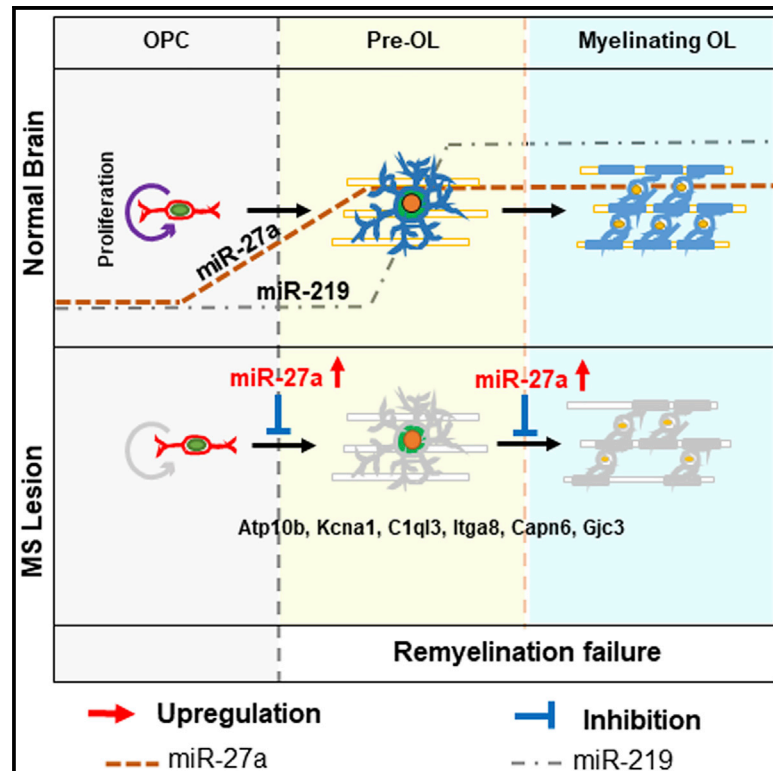 OPC
Pre-OL
Myelinating OL
Normal Brain
Proliferation
miR-27a
miR-219
MS Lesion
miR-27a
miR-27a
Atp10b, Kcna1, C1ql3, Itga8, Capn6, Gjc3
Remyelination failure
Upregulation
Inhibition
miR-27a
miR-219